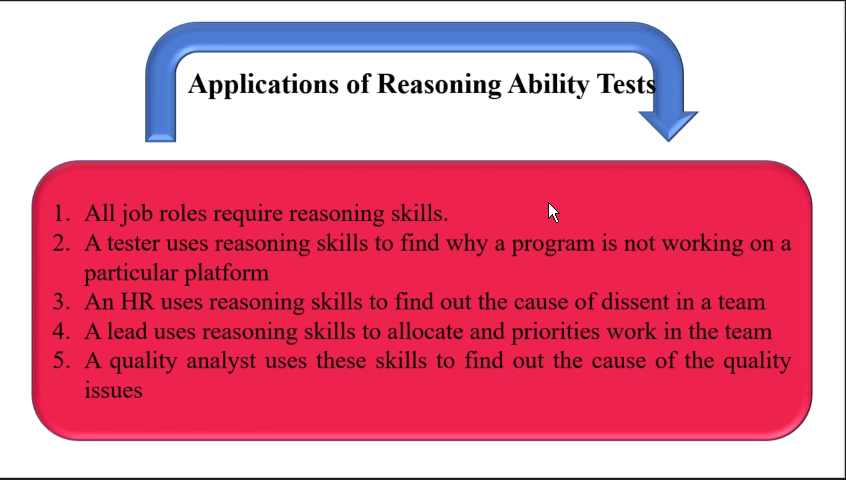 Applications of Reasoning Ability Tests
1. All job roles require reasoning skills.
2. A tester uses reasoning skills to find why a program is not working on a
particular platform
3. An HR uses reasoning skills to find out the cause of dissent in a team
4. A lead uses reasoning skills to allocate and priorities work in the team
5. A quality analyst uses these skills to find out the cause of the quality
issues